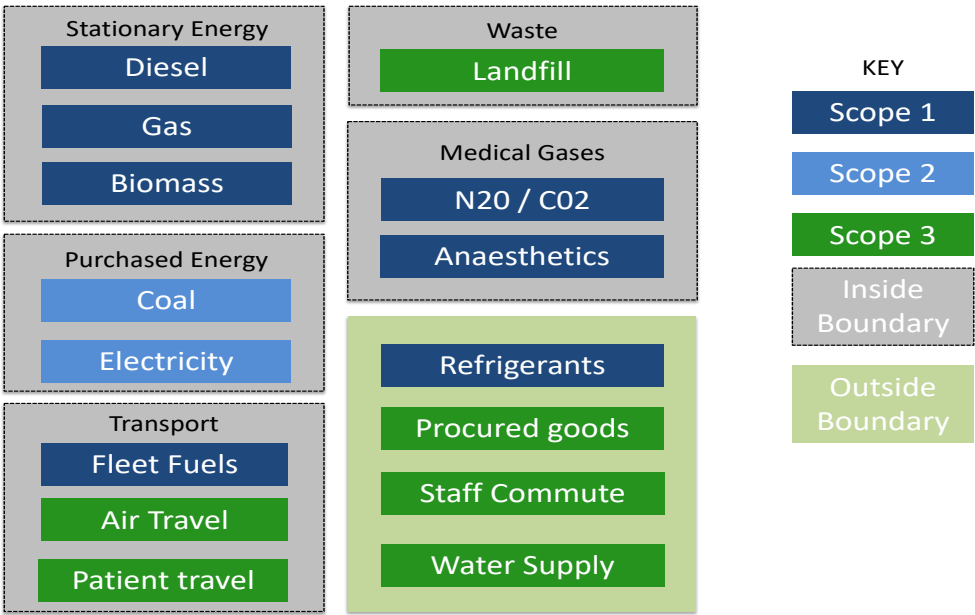 Stationary Energy
Diesel
Gas
Biomass
Purchased Energy
Coal
Electricity
Transport
Fleet Fuels
Air Travel
Patient travel
Waste
Landfill
Medical Gases
N20 / C02
Anaesthetics
Refrigerants
Procured goods
Staff Commute
Water Supply
KEY
Scope 1
Scope 2
Scope 3
Inside
Boundary
Outside
Boundary